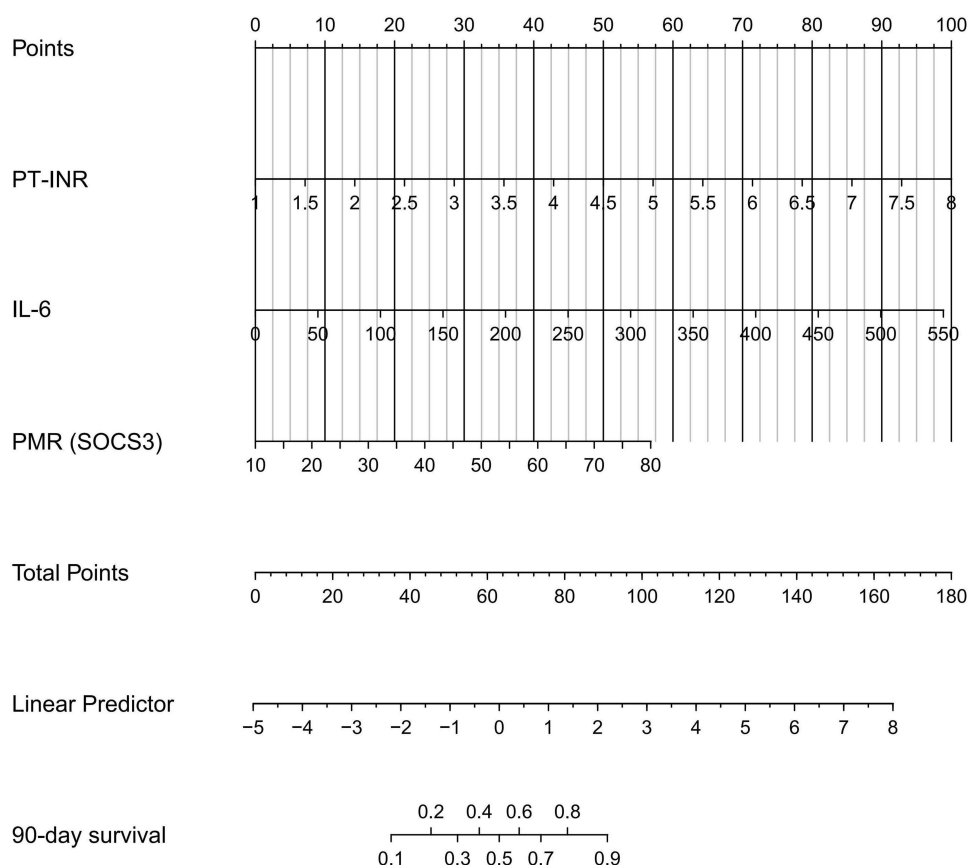 0 10 20 30 40 50 60 70 80 90 100
Points
PT-INR
1 1.5 2 2.5 3 3.5 4 4.5 5 5.5 6 6.5 7 7.5 8
IL-6
0 50 100 150 200 250 300 350 400 450 500 550
PMR (SOCS3)
10 20 30 40 50 60 70 80
Total Points
0 20 40 60 80 100 120 140 160 180
Linear Predictor
−5 −4 −3 −2 −1 0 1 2 3 4 5 6 7 8
0.2 0.4 0.6 0.8
90-day survival
0.1 0.3 0.5 0.7 0.9